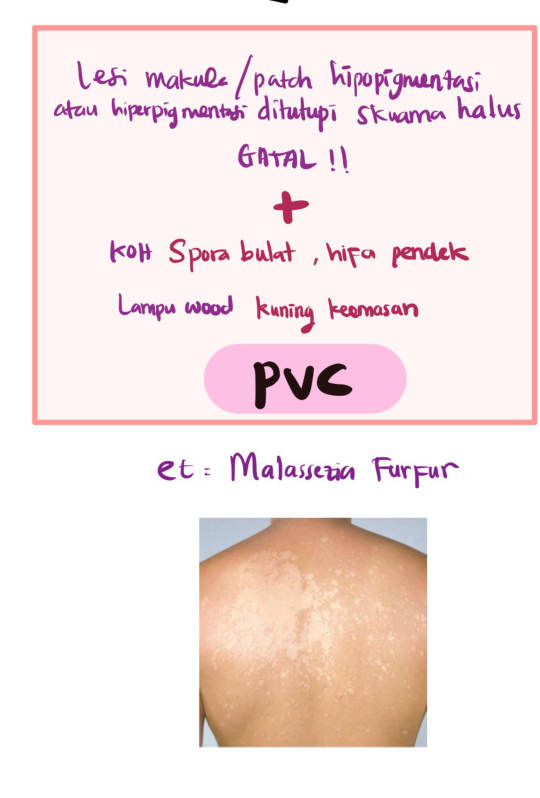 Lesi makula/patch hipopigmentasi
atau hiperpigmentasi ditutupi skuama halus
GATAL !!
+
KOH Spora bulat, hifa pendek
Lampu wood kuning keemasan
PVC
et : Malassezia Furfur